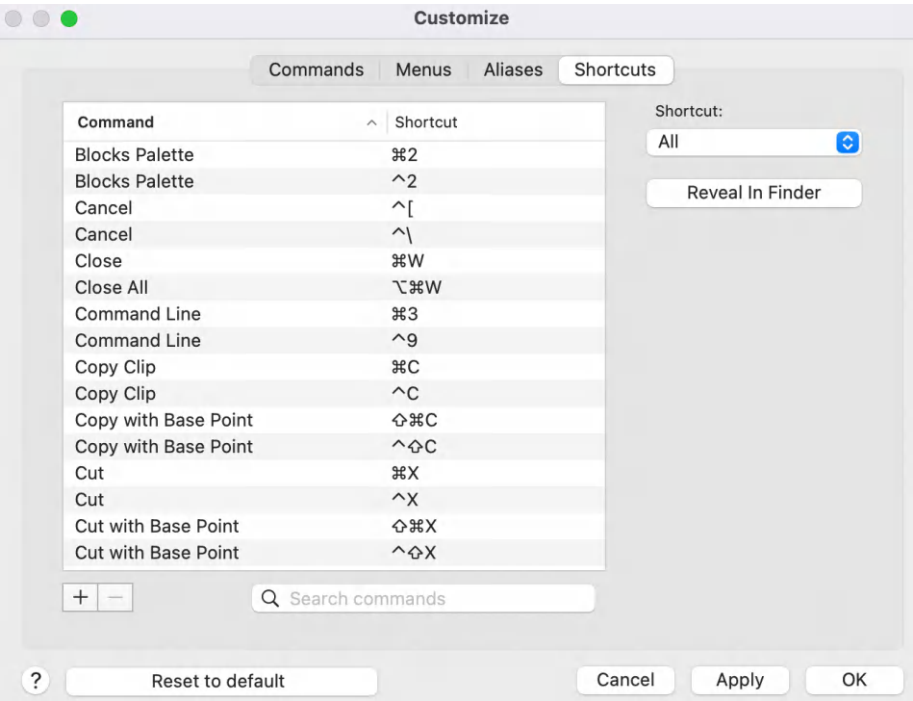 Customize
Commands Menus Aliases Shortcuts
Command Shortcut
Blocks Palette ⌘2
Blocks Palette ^2
Cancel ^[
Cancel ^\
Close ⌘W
Close All ⌥⌘W
Command Line ⌘3
Command Line ^9
Copy Clip ⌘C
Copy Clip ^C
Copy with Base Point ⇧⌘C
Copy with Base Point ^⇧C
Cut ⌘X
Cut ^X
Cut with Base Point ⇧⌘X
Cut with Base Point ^⇧X
Shortcut:
All
Reveal In Finder
+ −
Search commands
? Reset to default Cancel Apply OK